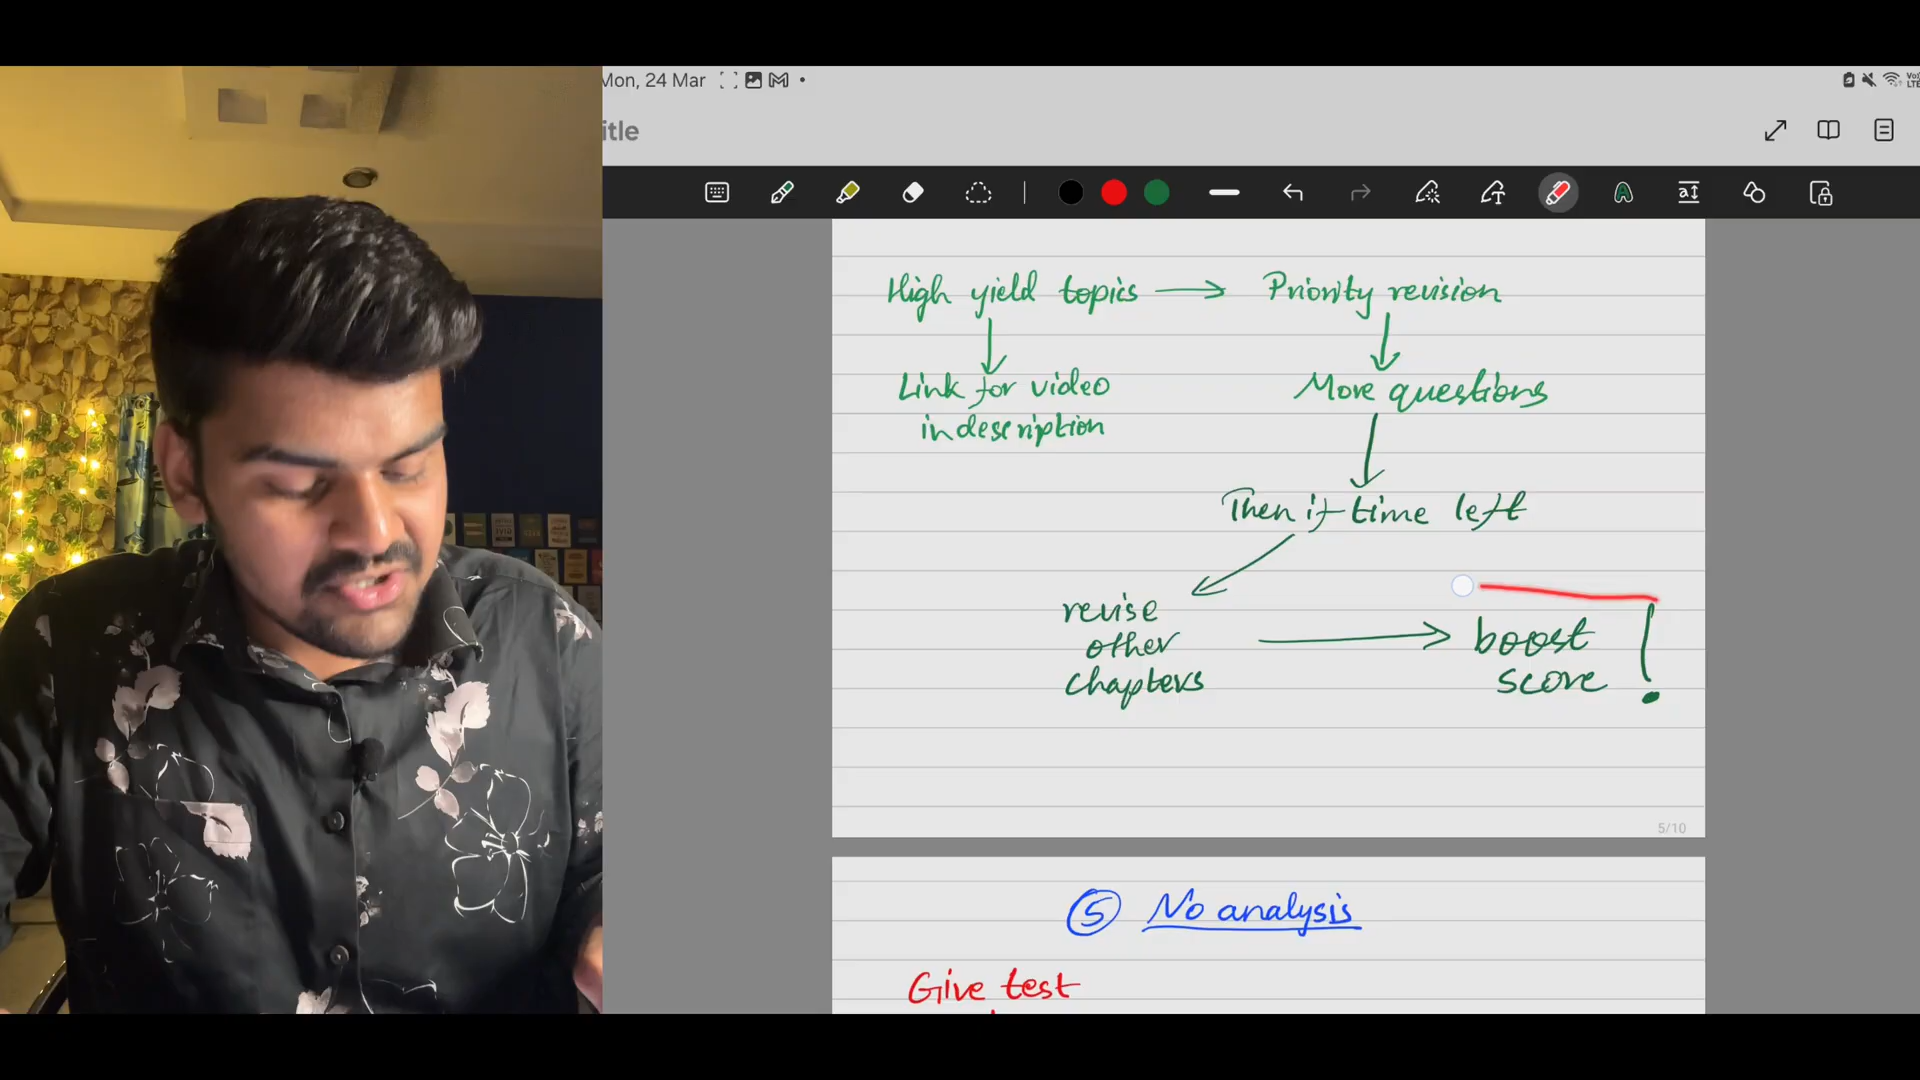 Mon, 24 Mar
itle
High yield topics → Priority revision
Link for video
in description
More questions
Then if time left
revise
other
chapters
boost
score !
5/10
5 No analysis
Give test